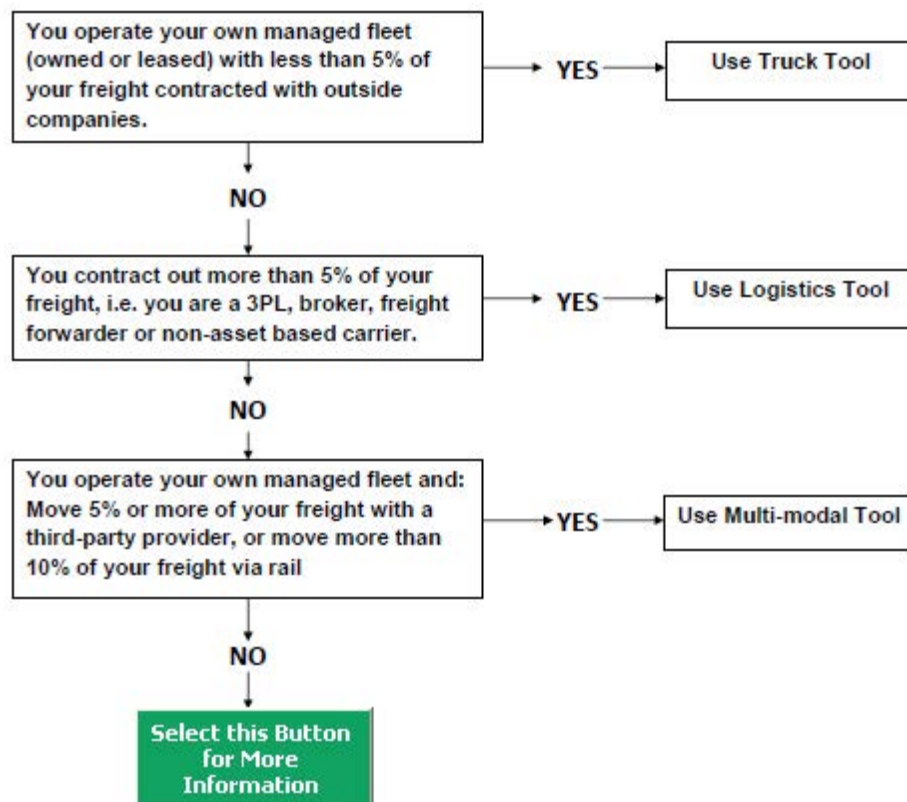 You operate your own managed fleet
(owned or leased) with less than 5% of
your freight contracted with outside
companies.
YES
Use Truck Tool
NO
You contract out more than 5% of your
freight, i.e. you are a 3PL, broker, freight
forwarder or non-asset based carrier.
YES
Use Logistics Tool
NO
You operate your own managed fleet and:
Move 5% or more of your freight with a
third-party provider, or move more than
10% of your freight via rail
YES
Use Multi-modal Tool
NO
Select this Button
for More
Information